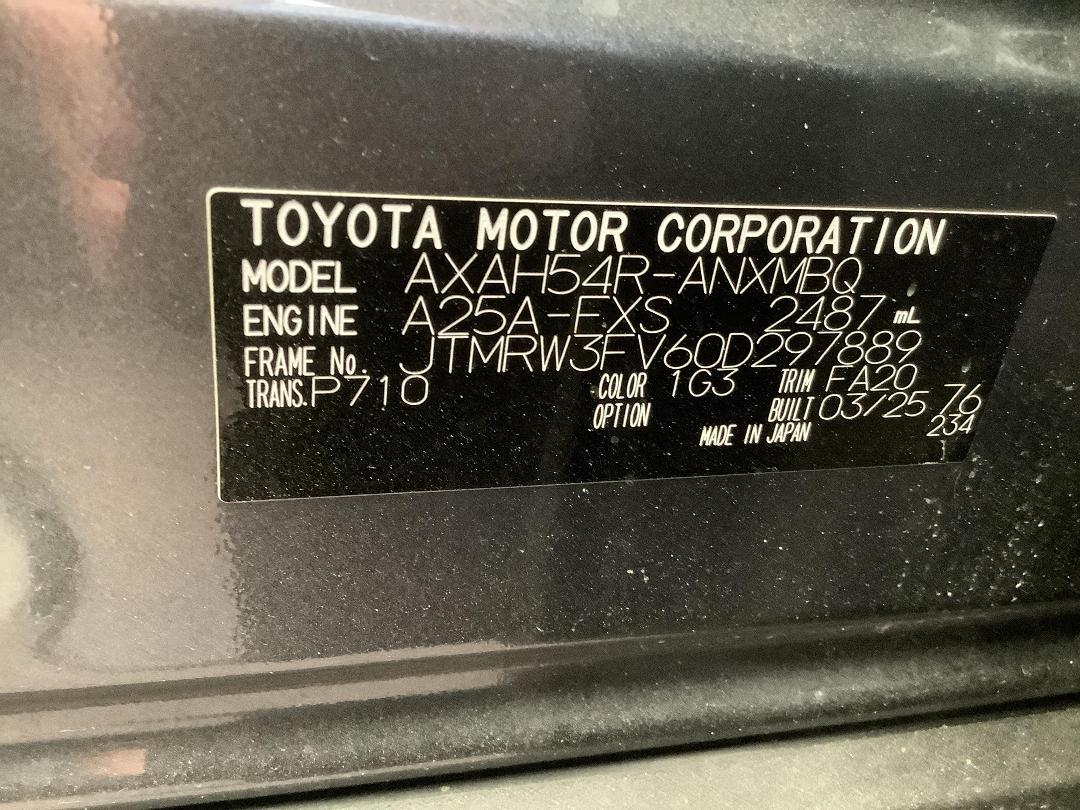 TOYOTA MOTOR CORPORATION
MODEL AXAH54R-ANXMBQ
ENGINE A25A-FXS 2487 mL
FRAME No. JTMRW3FV60D297889
TRANS. P710 COLOR 1G3 TRIM FA20
OPTION BUILT 03/25 76
MADE IN JAPAN 234